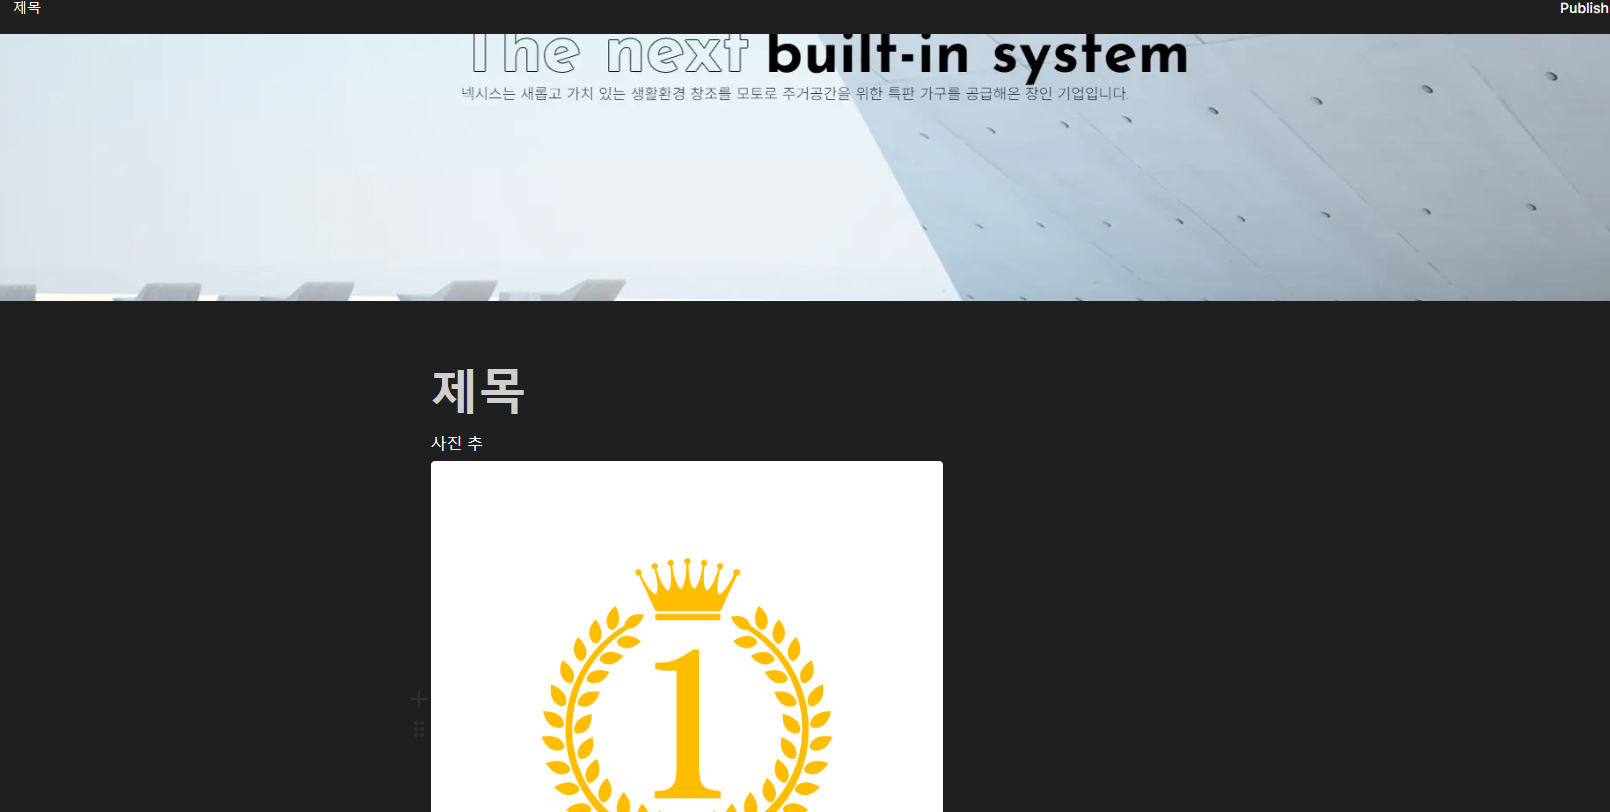 제목
Publish
The next built-in system
넥시스는 새롭고 가치 있는 생활환경 창조를 모토로 주거공간을 위한 특판 가구를 공급해온 장인 기업입니다.
제목
사진 추
1